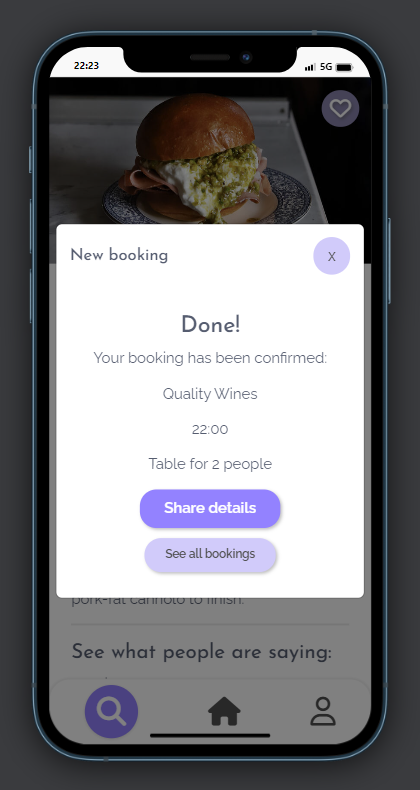 22:23
5G
New booking
X
Done!
Your booking has been confirmed:
Quality Wines
22:00
Table for 2 people
Share details
See all bookings
pork-fat cannolo to finish.
See what people are saying: